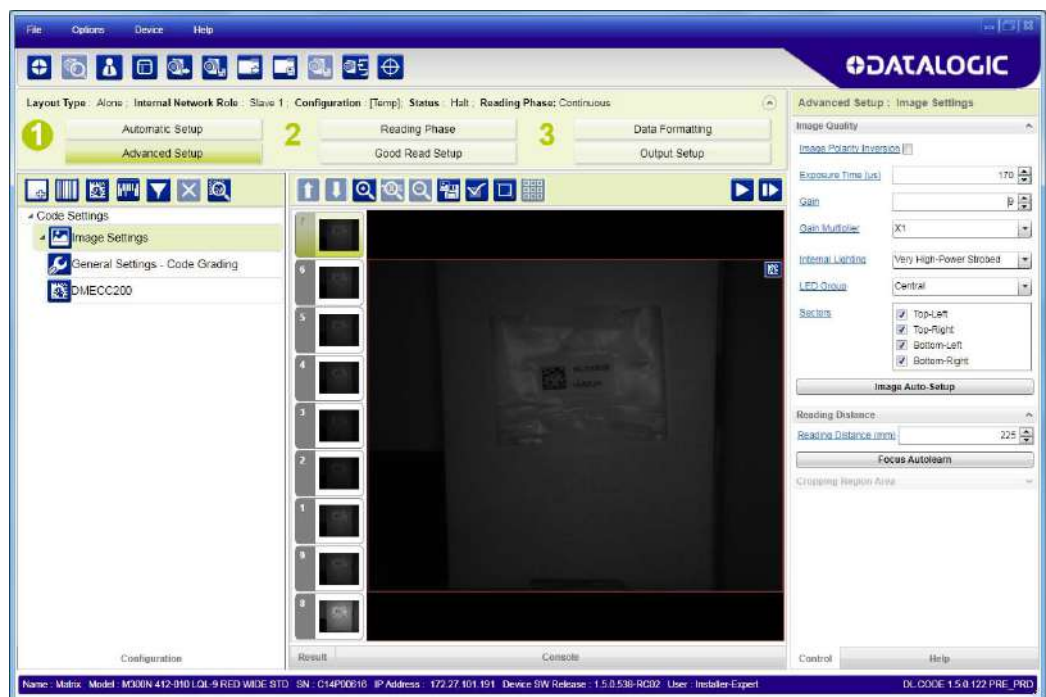 File Options Device Help
DATALOGIC
Layout Type : Alone ; Internal Network Role : Slave 1 ; Configuration : [Temp]; Status : Halt ; Reading Phase: Continuous
1 Automatic Setup 2 Reading Phase 3 Data Formatting
Advanced Setup Good Read Setup Output Setup
Code Settings
Image Settings
General Settings - Code Grading
DMECC200
Configuration
7
6
5
4
3
2
1
9
8
Result Console
Advanced Setup : Image Settings
Image Quality
Image Polarity Inversion
Exposure Time (us) 170
Gain 9
Gain Multiplier X1
Internal Lighting Very High-Power Strobed
LED Group Central
Sectors Top-Left
Top-Right
Bottom-Left
Bottom-Right
Image Auto-Setup
Reading Distance
Reading Distance (mm) 225
Focus Autolearn
Cropping Region Area
Control Help
Name : Matrix Model : M300N 412-010 LQL-9 RED WIDE STD SN : C14P00616 IP Address : 172.27.101.191 Device SW Release : 1.5.0.536-RC02 User : Installer-Expert DL.CODE 1.5.0.122 PRE_PRD